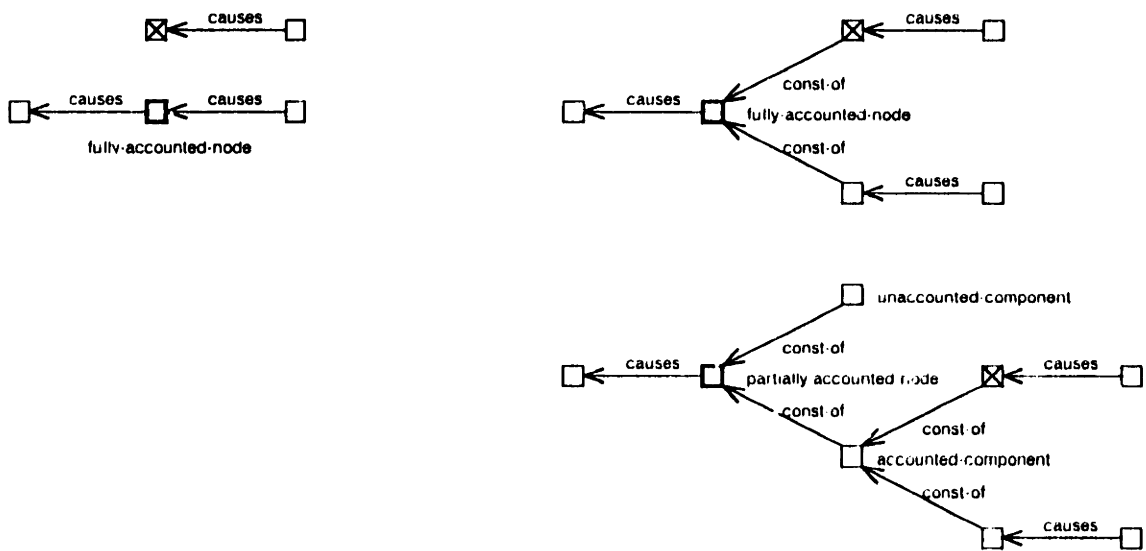 causes
causes causes
fully-accounted-node
causes
const-of
causes fully-accounted-node
const-of
causes
unaccounted-component
const-of
causes partially accounted node causes
const-of
const-of
accounted-component
const-of
causes